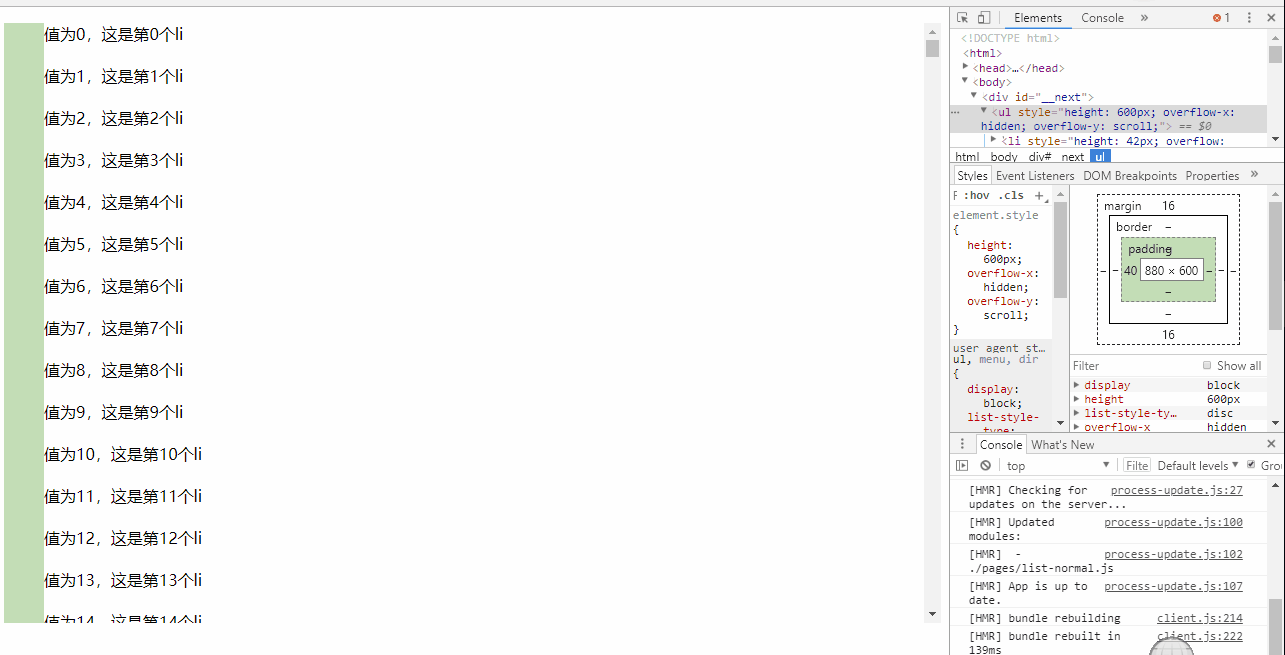 值为0，这是第0个li
值为1，这是第1个li
值为2，这是第2个li
值为3，这是第3个li
值为4，这是第4个li
值为5，这是第5个li
值为6，这是第6个li
值为7，这是第7个li
值为8，这是第8个li
值为9，这是第9个li
值为10，这是第10个li
值为11，这是第11个li
值为12，这是第12个li
值为13，这是第13个li
值为14，这是第14个li
Elements Console » 1
<!DOCTYPE html>
<html>
<head>…</head>
<body>
<div id="__next">
<ul style="height: 600px; overflow-x:
hidden; overflow-y: scroll;"> == $0
<li style="height: 42px; overflow:
html body div# next ul
Styles Event Listeners DOM Breakpoints Properties »
F :hov .cls +
element.style
{
height:
600px;
overflow-x:
hidden;
overflow-y:
scroll;
}
user agent st…
ul, menu, dir
{
display:
block;
list-style-
type:
margin 16
border –
padding –
– – 40 880 × 600 – – –
–
–
16
Filter Show all
display block
height 600px
list-style-ty… disc
overflow-x hidden
Console What's New
top Filte Default levels Grou
[HMR] Checking for process-update.js:27
updates on the server...
[HMR] Updated process-update.js:100
modules:
[HMR] - process-update.js:102
./pages/list-normal.js
[HMR] App is up to process-update.js:107
date.
[HMR] bundle rebuilding client.js:214
[HMR] bundle rebuilt in client.js:222
139ms